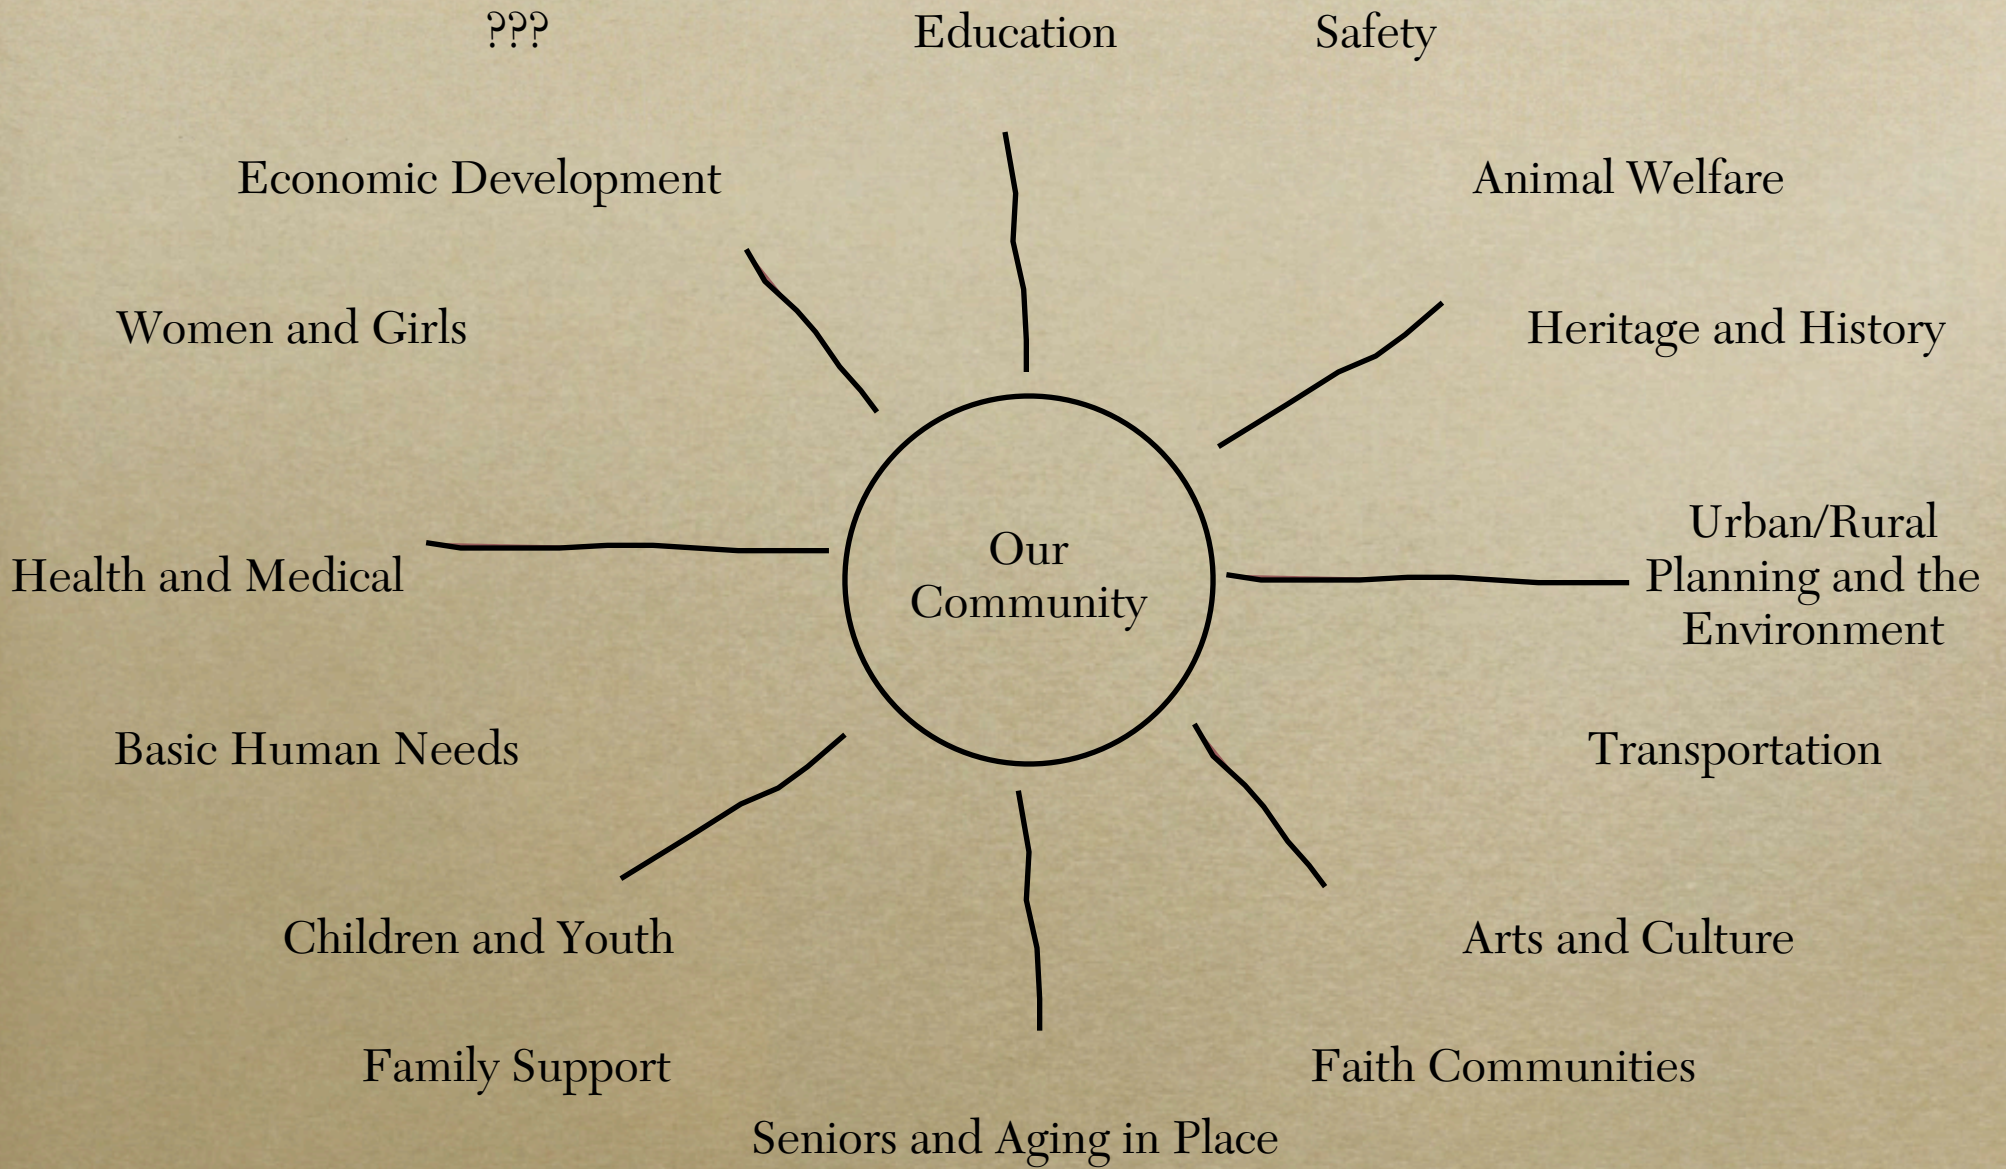 ???
Education
Safety
Economic Development
Animal Welfare
Women and Girls
Heritage and History
Our
Community
Urban/Rural
Planning and the
Environment
Health and Medical
Basic Human Needs
Transportation
Children and Youth
Arts and Culture
Family Support
Faith Communities
Seniors and Aging in Place